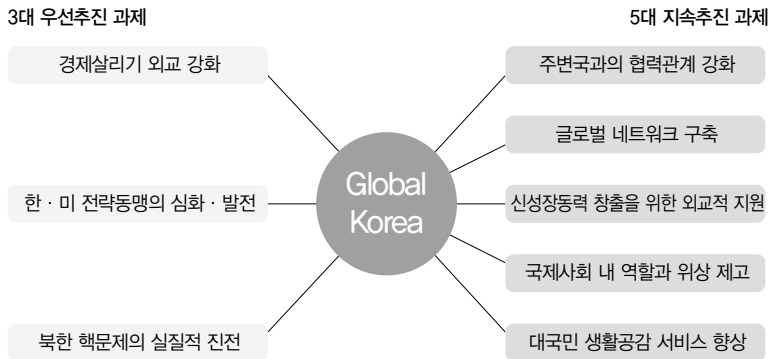 3대 우선추진 과제
경제살리기 외교 강화
한 · 미 전략동맹의 심화 · 발전
북한 핵문제의 실질적 진전
Global
Korea
5대 지속추진 과제
주변국과의 협력관계 강화
글로벌 네트워크 구축
신성장동력 창출을 위한 외교적 지원
국제사회 내 역할과 위상 제고
대국민 생활공감 서비스 향상